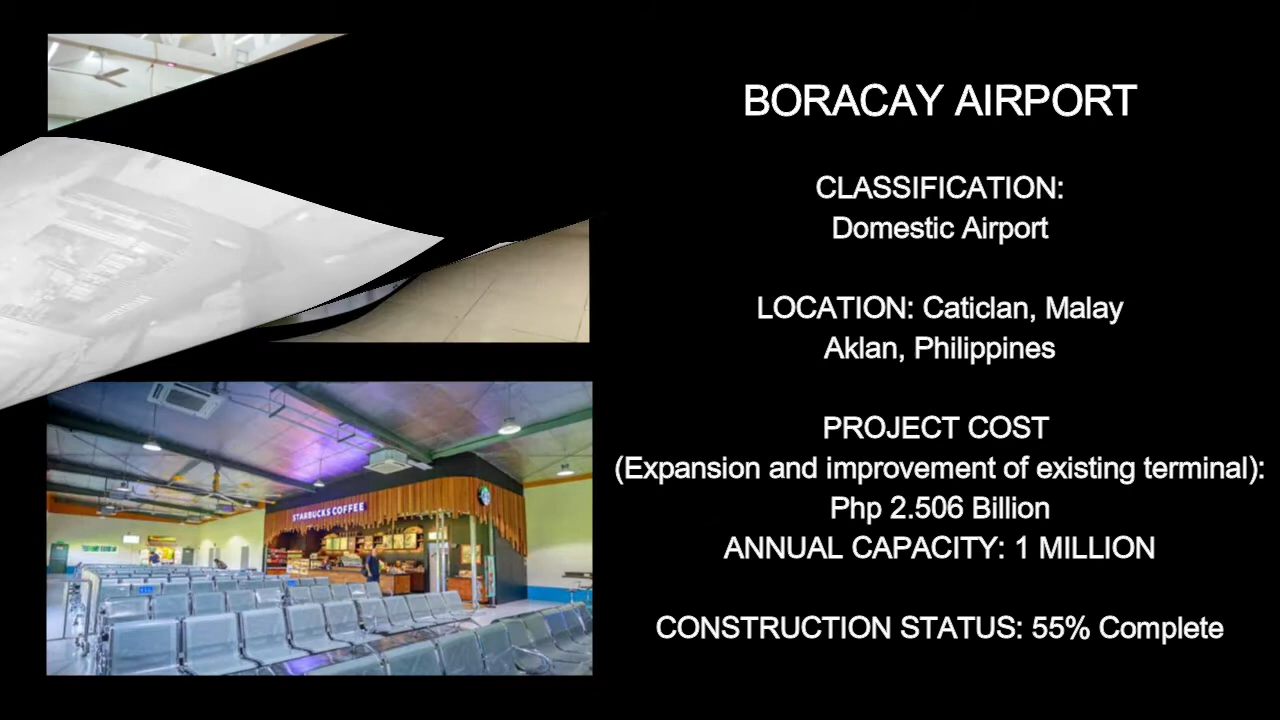 BORACAY AIRPORT
CLASSIFICATION:
Domestic Airport
LOCATION: Caticlan, Malay
Aklan, Philippines
PROJECT COST
(Expansion and improvement of existing terminal):
Php 2.506 Billion
ANNUAL CAPACITY: 1 MILLION
CONSTRUCTION STATUS: 55% Complete
STARBUCKS COFFEE